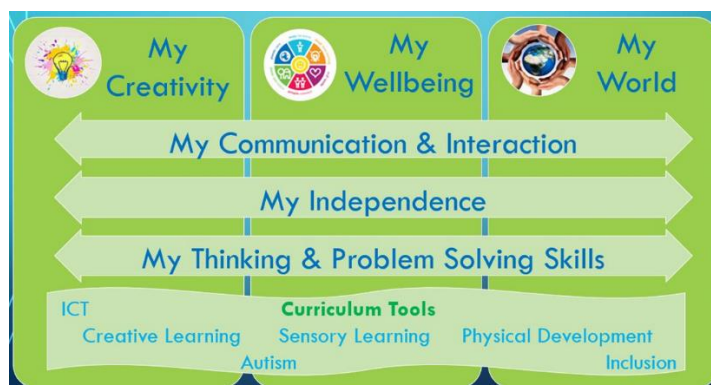 My
Creativity
My
Wellbeing
My
World
My Communication & Interaction
My Independence
My Thinking & Problem Solving Skills
ICT
Curriculum Tools
Creative Learning
Sensory Learning
Physical Development
Autism
Inclusion